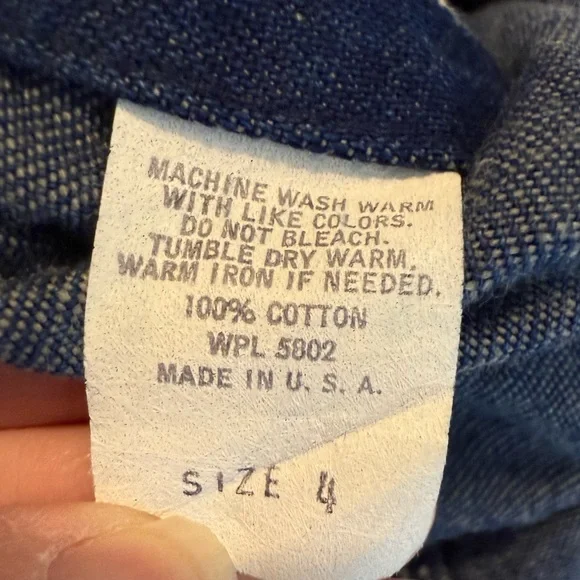 MACHINE WASH WARM
WITH LIKE COLORS.
DO NOT BLEACH.
TUMBLE DRY WARM.
WARM IRON IF NEEDED.
100% COTTON
WPL 5802
MADE IN U. S. A.
SIZE 4